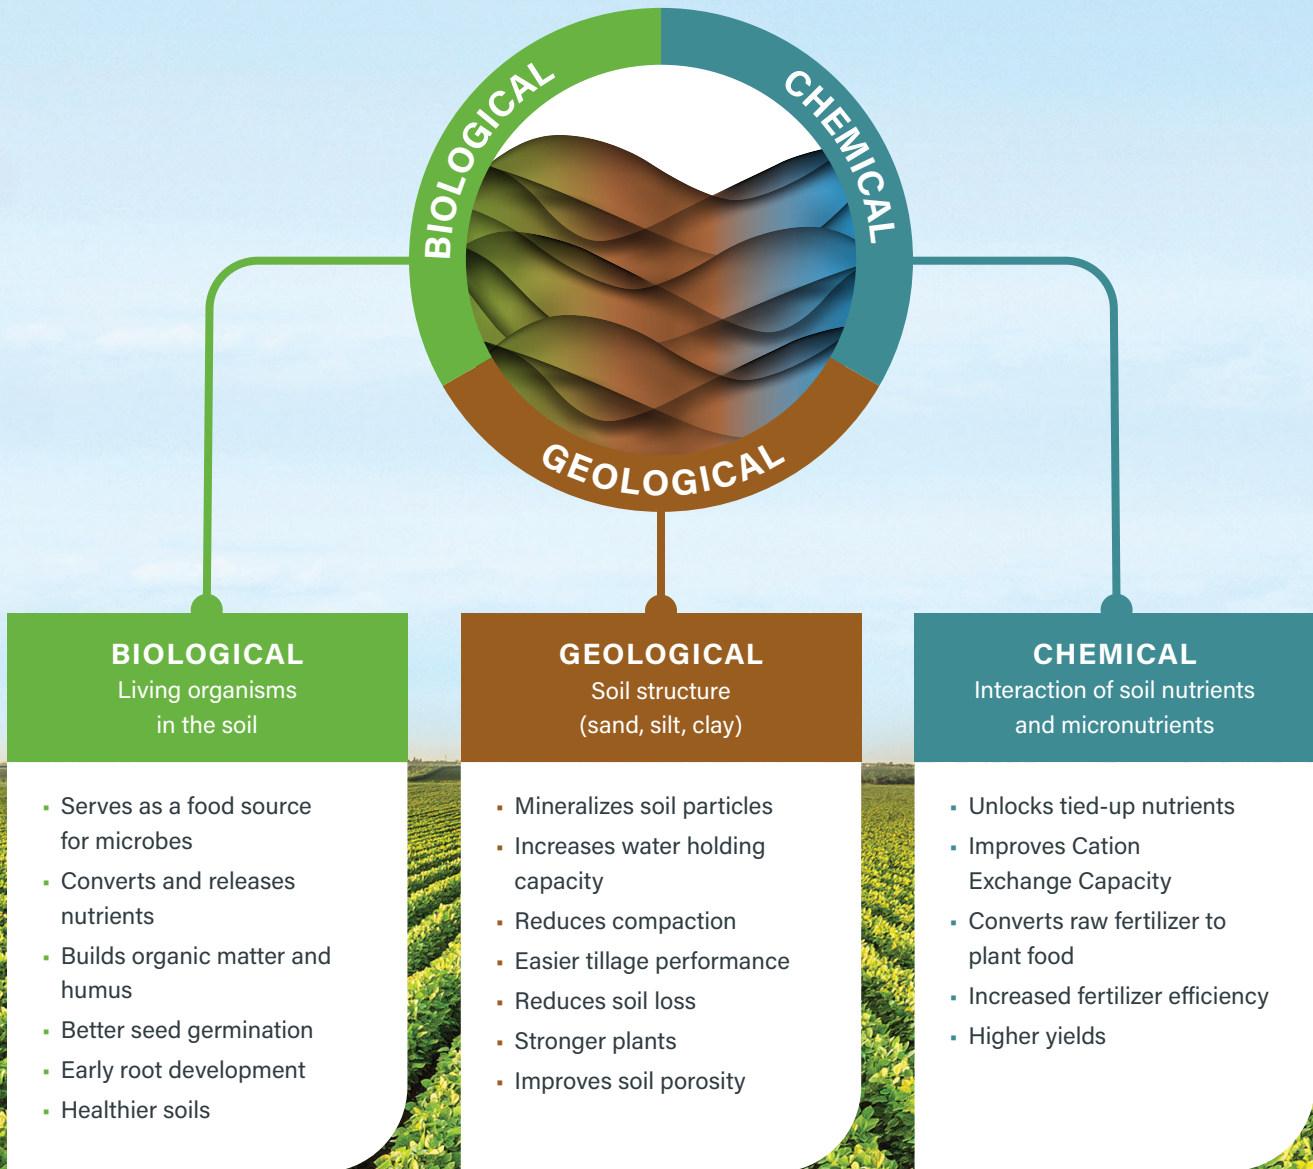 BIOLOGICAL
CHEMICAL
GEOLOGICAL
BIOLOGICAL
Living organisms
in the soil
Serves as a food source
for microbes
Converts and releases
nutrients
Builds organic matter and
humus
Better seed germination
Early root development
Healthier soils
GEOLOGICAL
Soil structure
(sand, silt, clay)
Mineralizes soil particles
Increases water holding
capacity
Reduces compaction
Easier tillage performance
Reduces soil loss
Stronger plants
Improves soil porosity
CHEMICAL
Interaction of soil nutrients
and micronutrients
Unlocks tied-up nutrients
Improves Cation
Exchange Capacity
Converts raw fertilizer to
plant food
Increased fertilizer efficiency
Higher yields